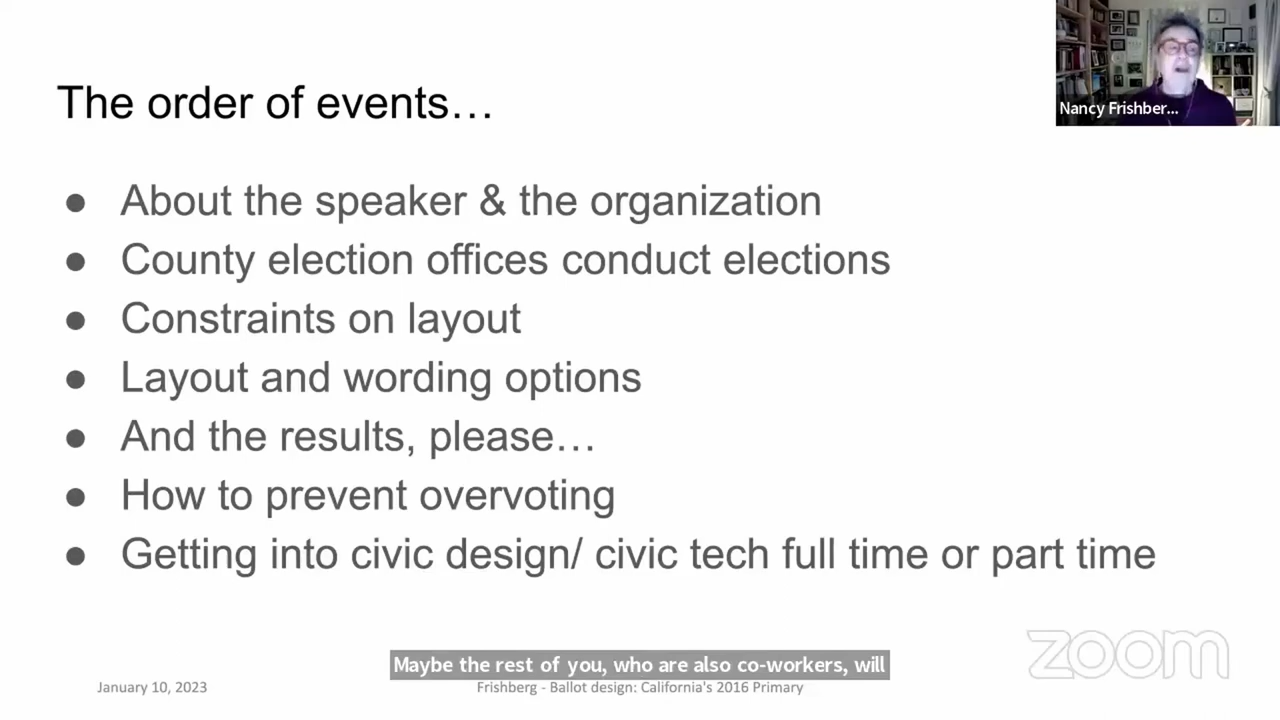 The order of events…
Nancy Frishber...
● About the speaker & the organization
● County election offices conduct elections
● Constraints on layout
● Layout and wording options
● And the results, please…
● How to prevent overvoting
● Getting into civic design/ civic tech full time or part time
zoom
Maybe the rest of you, who are also co-workers, will
January 10, 2023
Frishberg - Ballot design: California's 2016 Primary